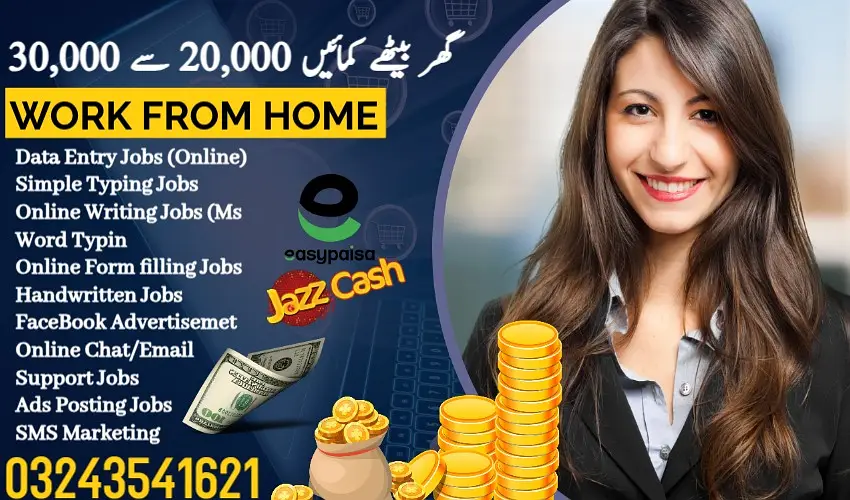 گھر بیٹھے کمائیں 20,000 سے 30,000
WORK FROM HOME
Data Entry Jobs (Online)
Simple Typing Jobs
Online Writing Jobs (Ms
Word Typin
Online Form filling Jobs
Handwritten Jobs
FaceBook Advertisemet
Online Chat/Email
Support Jobs
Ads Posting Jobs
SMS Marketing
easypaisa
Jazz Cash
100
03243541621